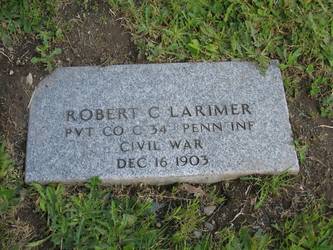 ROBERT C LARIMER
PVT CO C 34 PENN INF
CIVIL WAR
DEC 16 1903